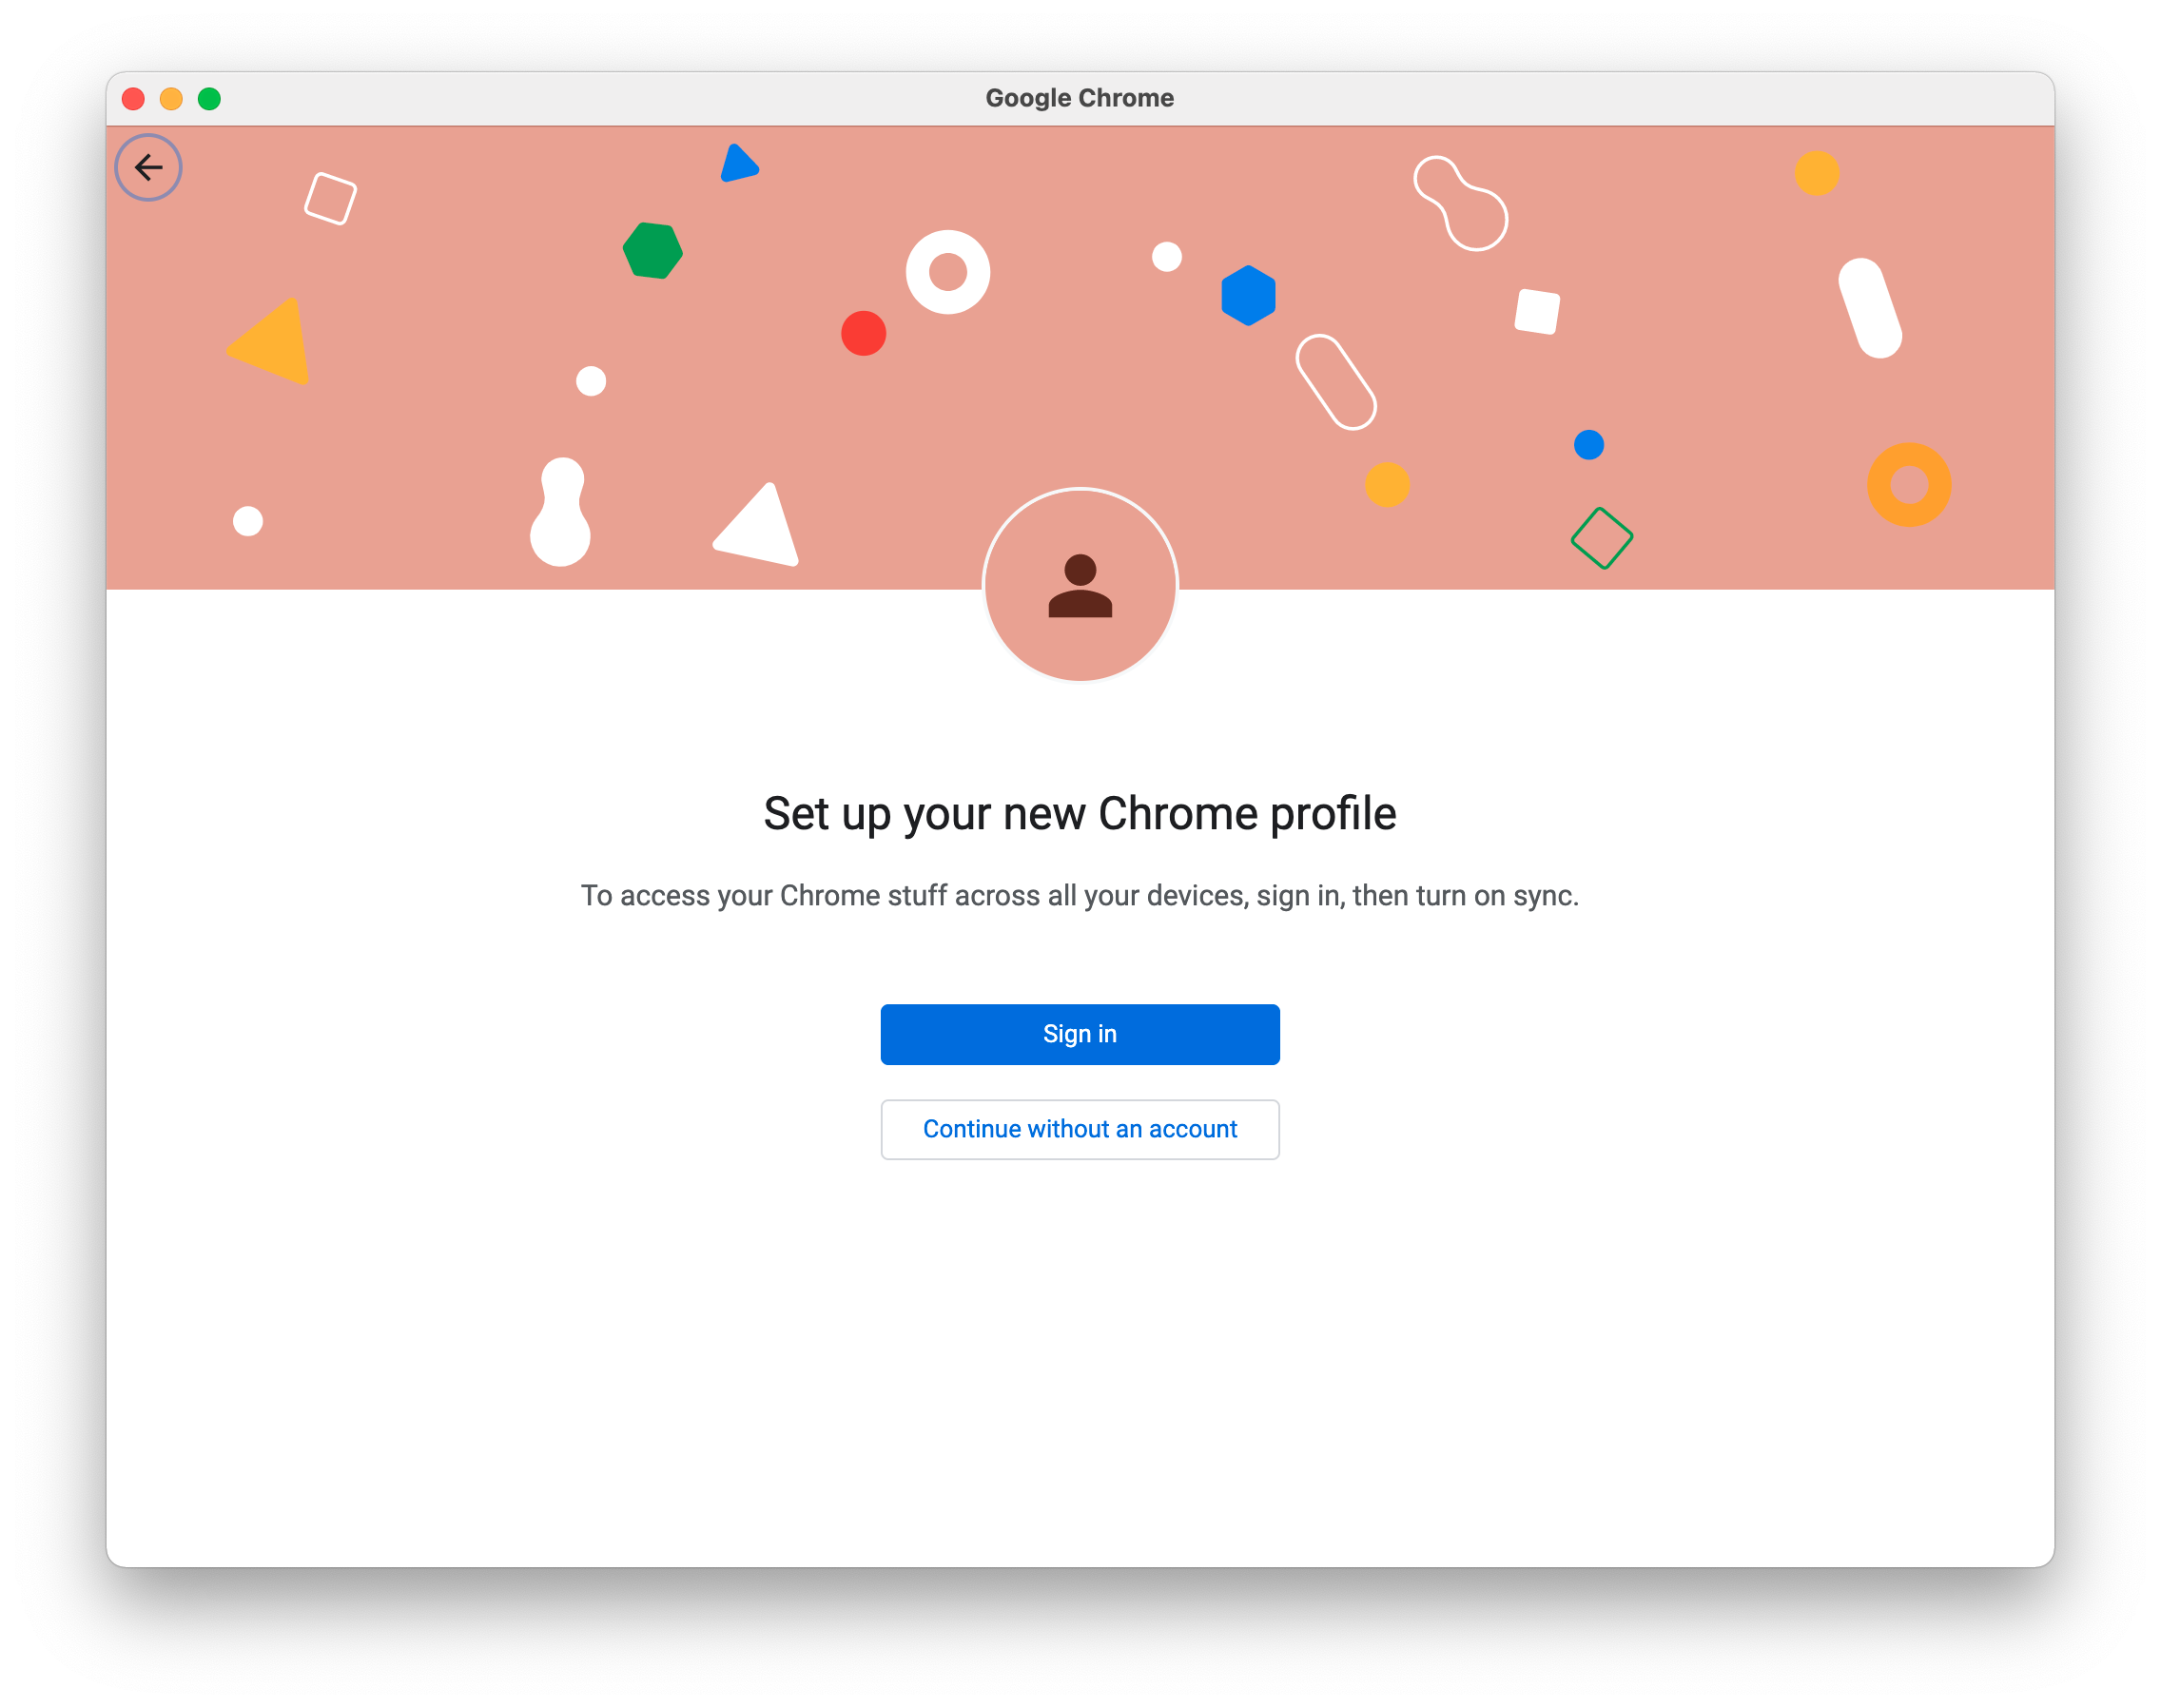 Google Chrome
Set up your new Chrome profile
To access your Chrome stuff across all your devices, sign in, then turn on sync.
Sign in
Continue without an account